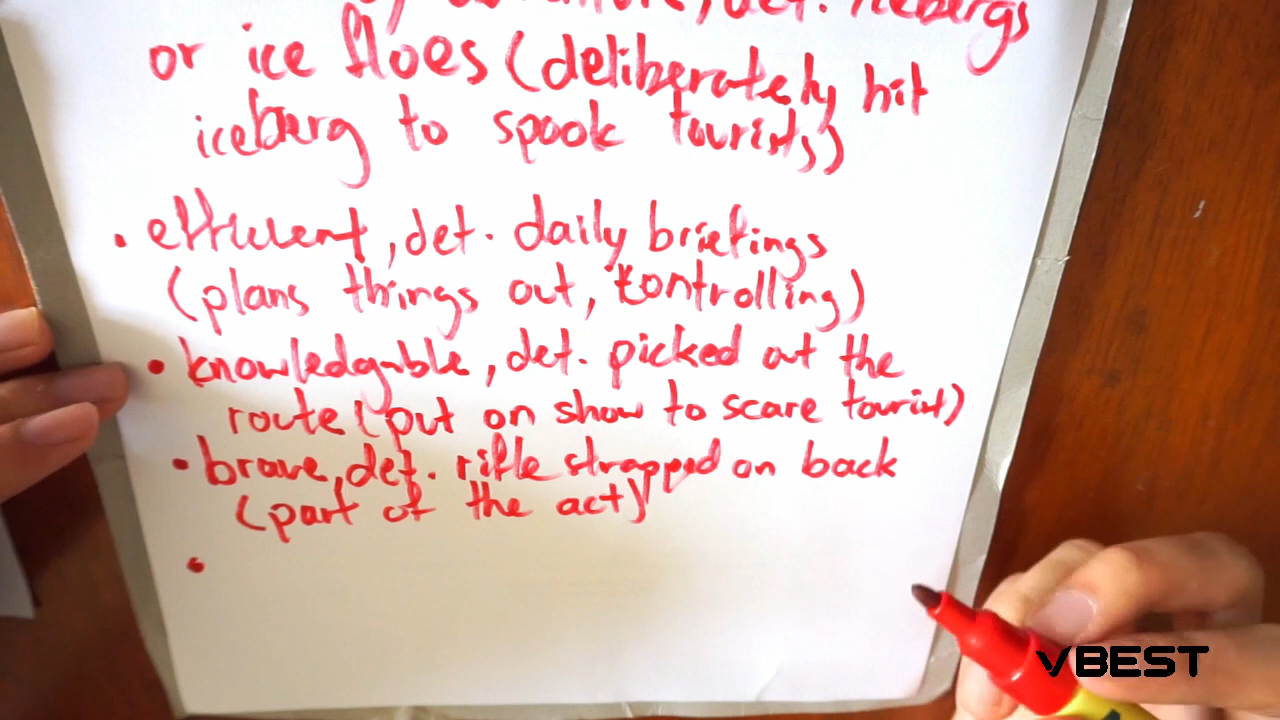 det. icebergs
or ice floes (deliberately hit
iceberg to spook tourists)
• efficient, det. daily briefings
(plans things out, controlling)
• knowledgable, det. picked out the
route (put on show to scare tourist)
• brave, det. rifle strapped on back
(part of the act)
•
VBEST